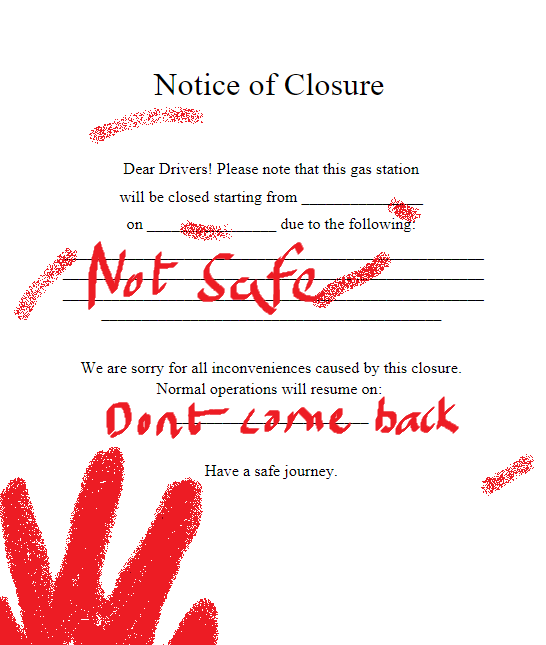 Notice of Closure
Dear Drivers! Please note that this gas station
will be closed starting from _______________
on ________________ due to the following:
Not Safe
We are sorry for all inconveniences caused by this closure.
Normal operations will resume on:
Dont come back
Have a safe journey.